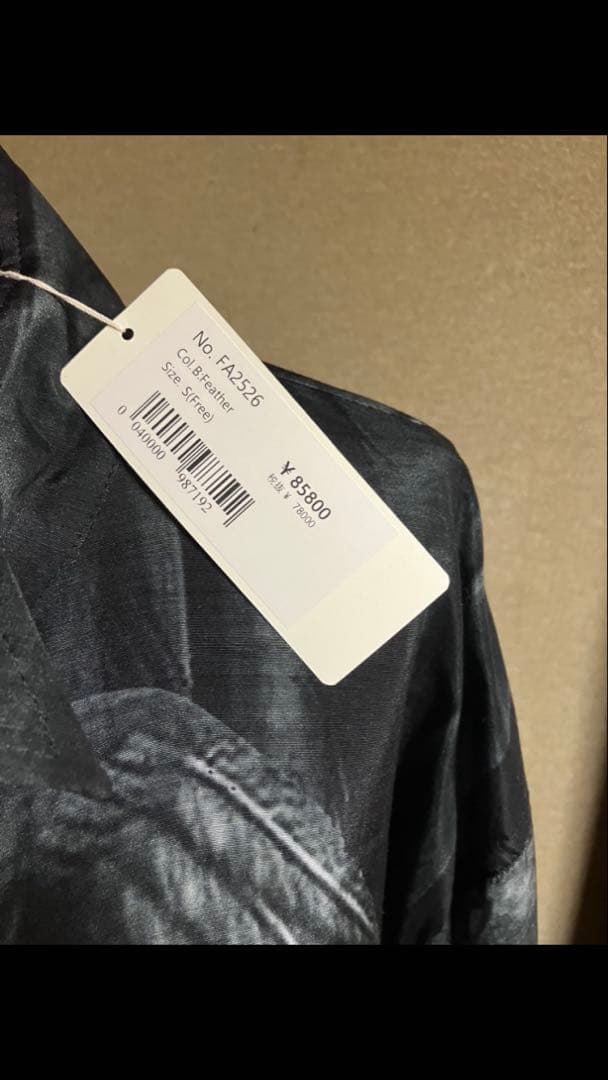 No. FA2526
Col.B:Feather
Size. S(Free)
0 040000 987192
¥ 85800
税抜 ¥ 78000